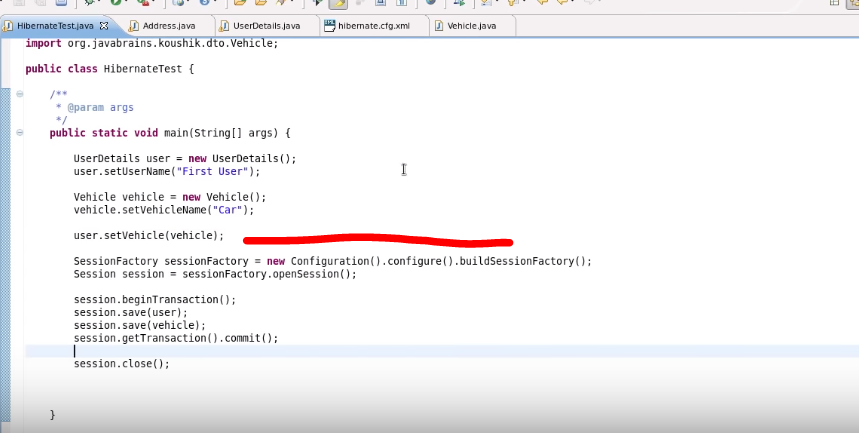 HibernateTest.java Address.java UserDetails.java hibernate.cfg.xml Vehicle.java
import org.javabrains.koushik.dto.Vehicle;
public class HibernateTest {
/**
* @param args
*/
public static void main(String[] args) {
UserDetails user = new UserDetails();
user.setUserName("First User");
Vehicle vehicle = new Vehicle();
vehicle.setVehicleName("Car");
user.setVehicle(vehicle);
SessionFactory sessionFactory = new Configuration().configure().buildSessionFactory();
Session session = sessionFactory.openSession();
session.beginTransaction();
session.save(user);
session.save(vehicle);
session.getTransaction().commit();
session.close();
}